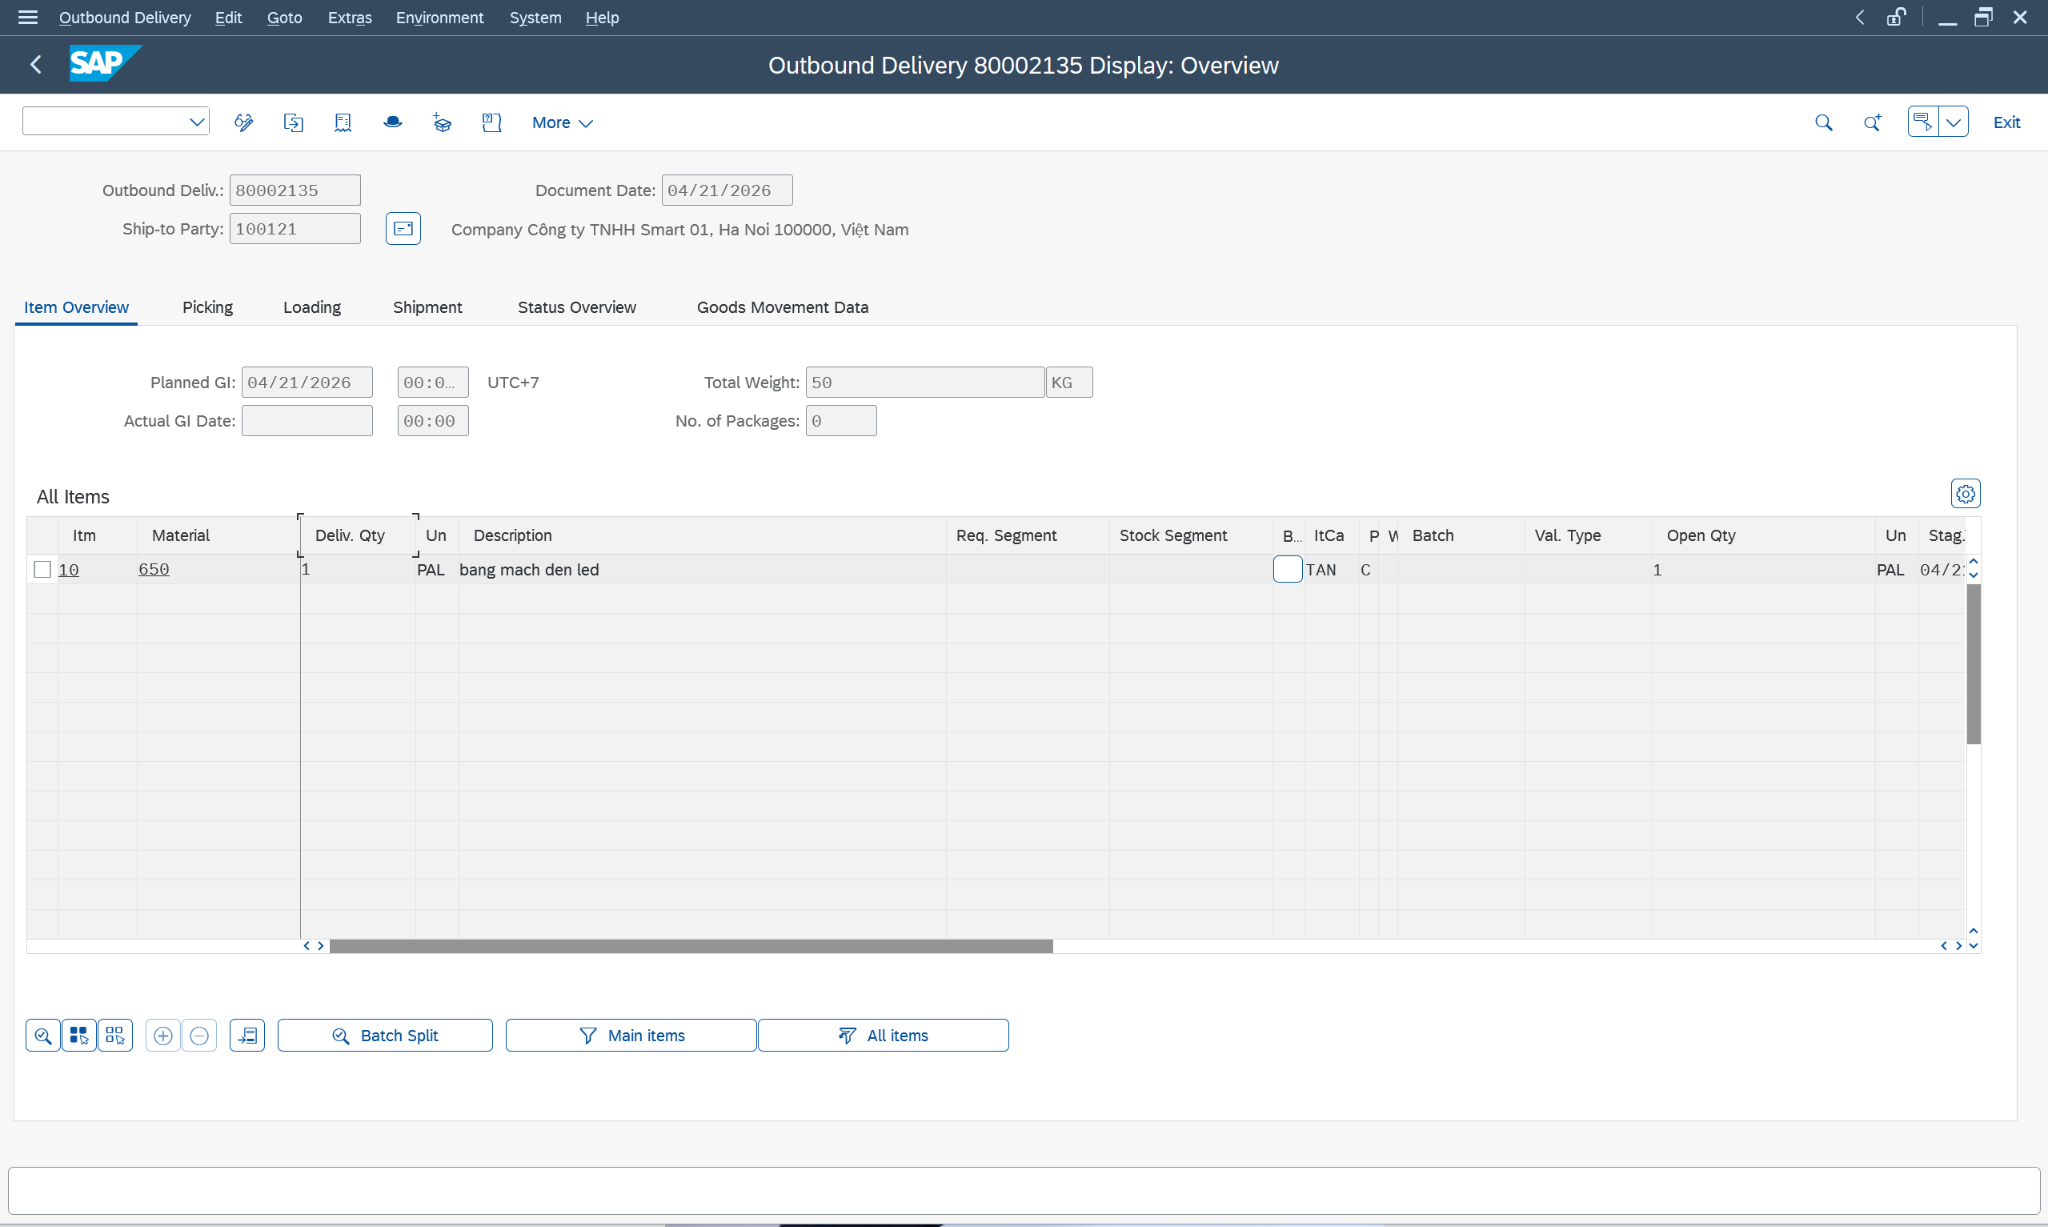 Outbound Delivery Edit Goto Extras Environment System Help
SAP Outbound Delivery 80002135 Display: Overview
More Exit
Outbound Deliv.: 80002135 Document Date: 04/21/2026
Ship-to Party: 100121 Company Công ty TNHH Smart 01, Ha Noi 100000, Việt Nam
Item Overview Picking Loading Shipment Status Overview Goods Movement Data
Planned GI: 04/21/2026 00:0... UTC+7 Total Weight: 50 KG
Actual GI Date: 00:00 No. of Packages: 0
All Items
Itm Material Deliv. Qty Un Description Req. Segment Stock Segment B... ItCa P W Batch Val. Type Open Qty Un Stag.
10 650 1 PAL bang mach den led TAN C 1 PAL 04/2
Batch Split Main items All items